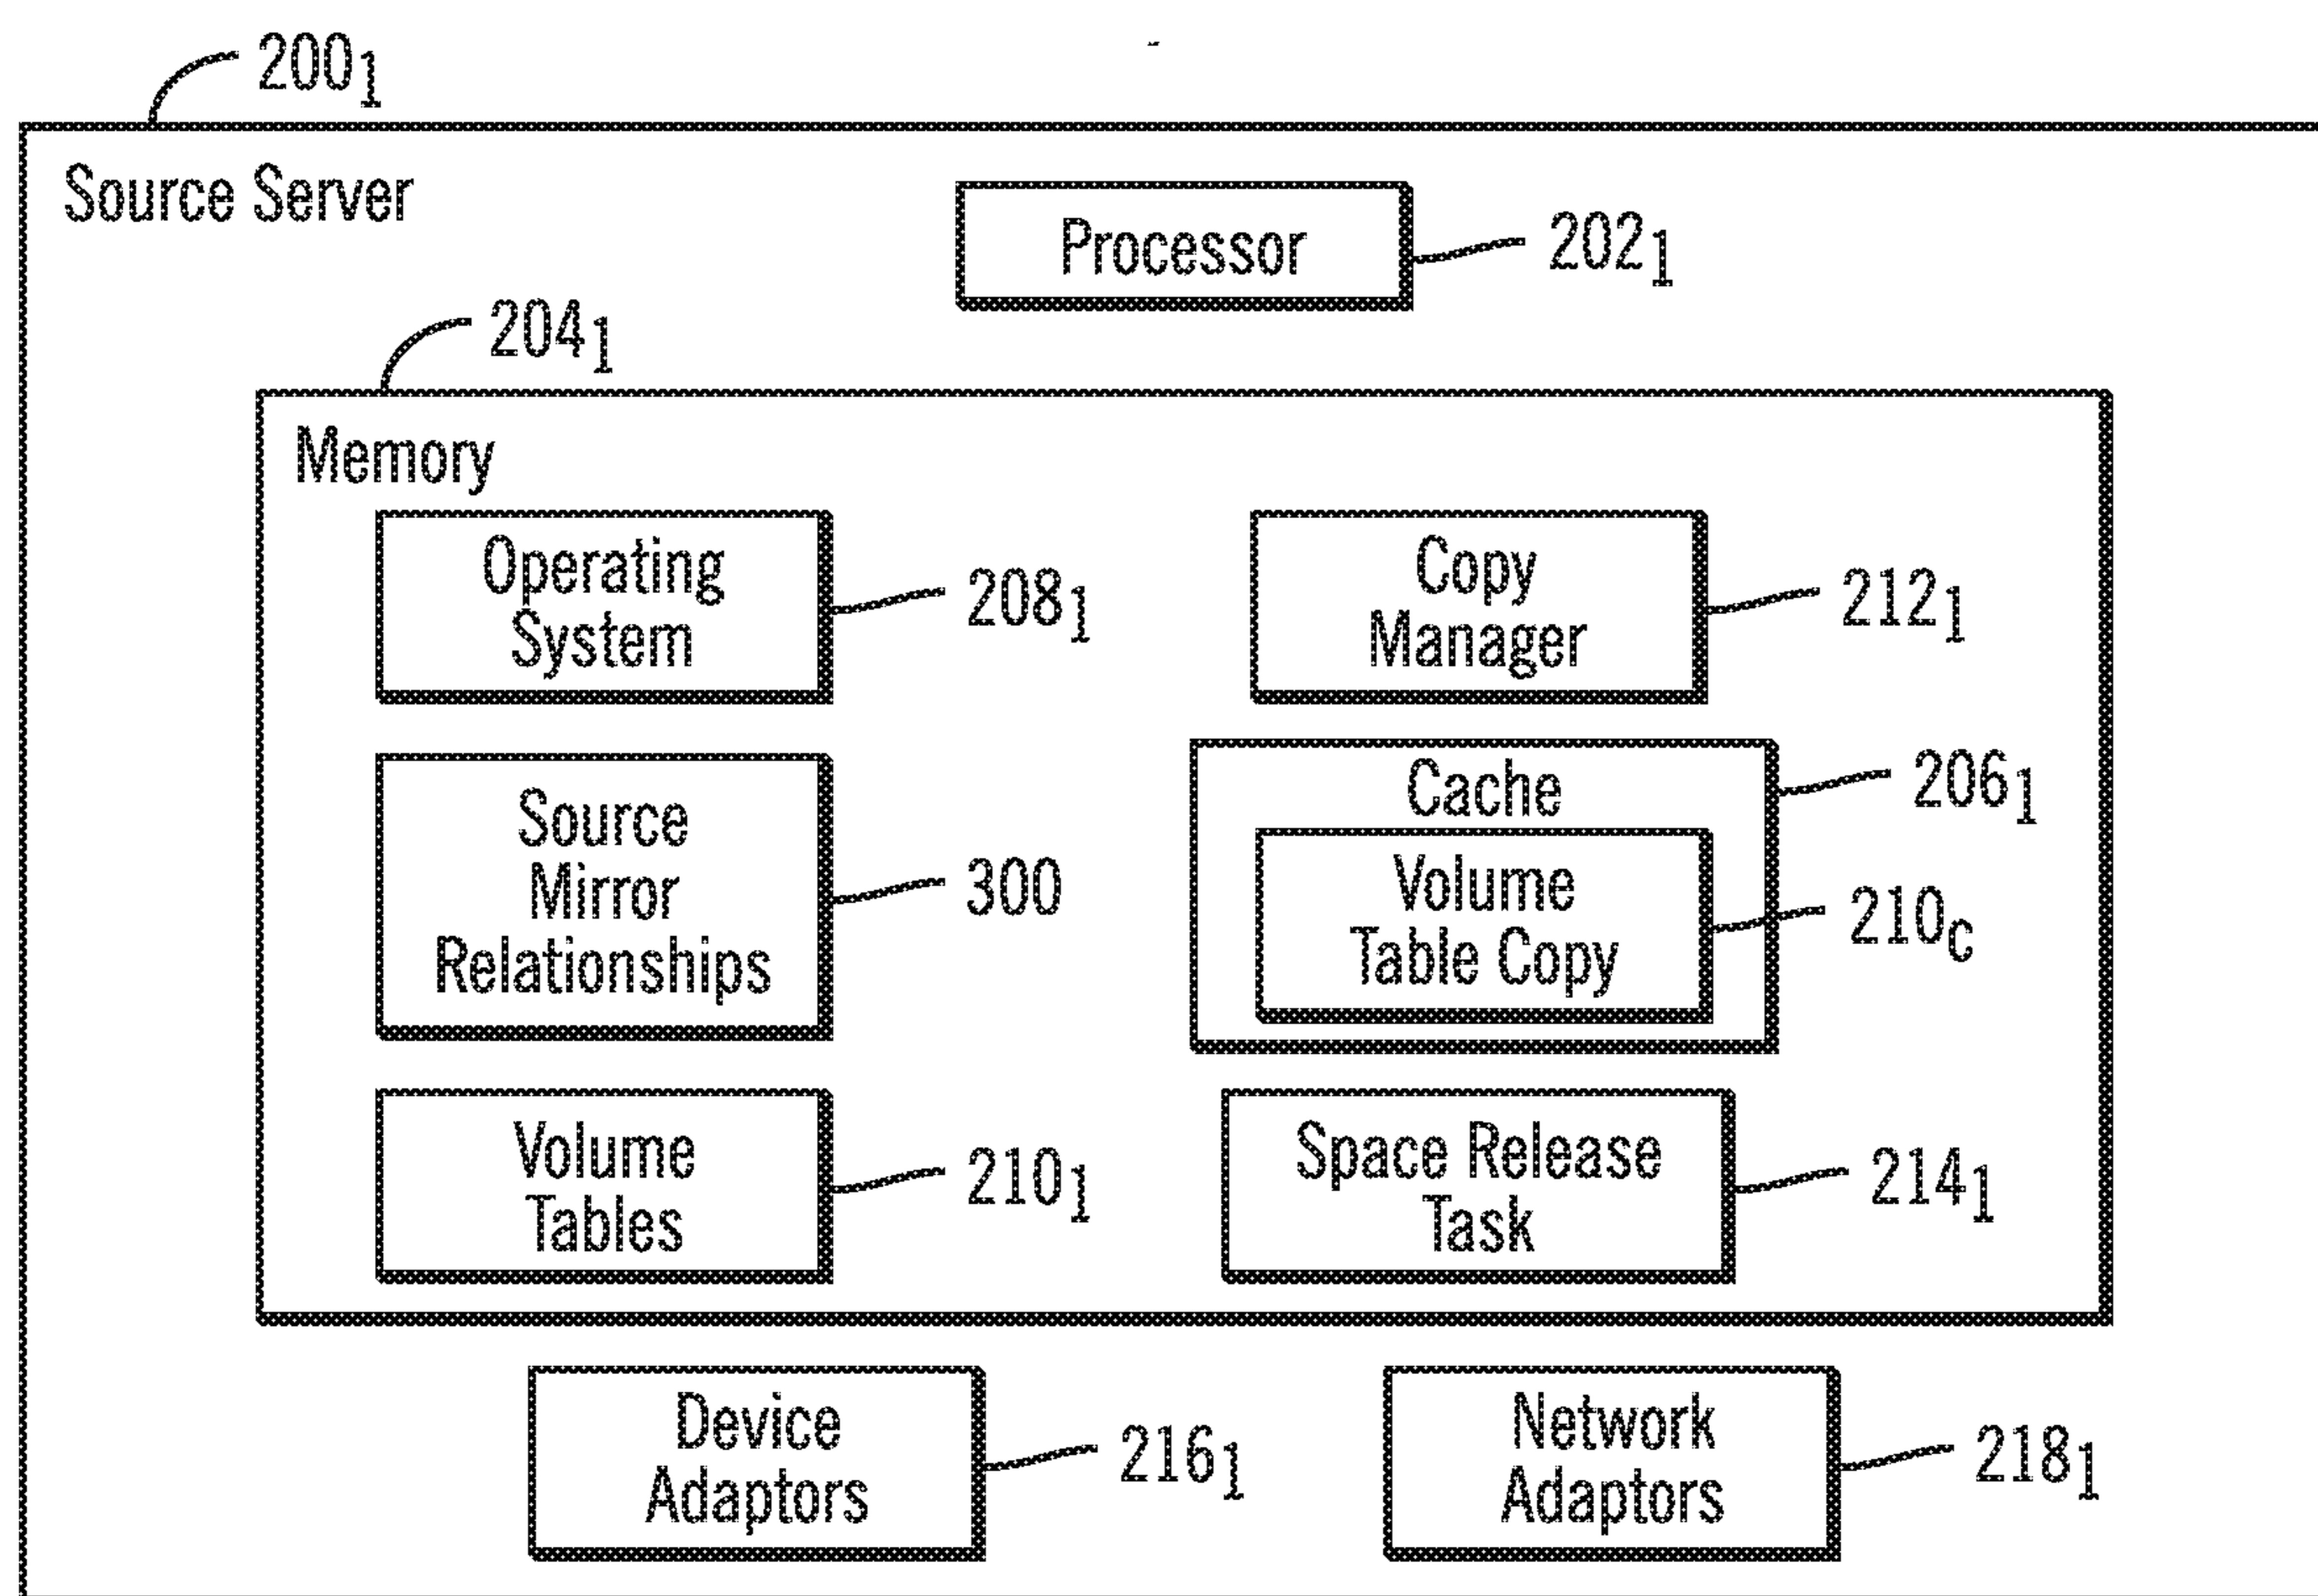 200₁
Source Server
Processor
202₁
204₁
Memory
Operating
System
208₁
Copy
Manager
212₁
Source
Mirror
Relationships
300
Cache
206₁
Volume
Table Copy
210c
Volume
Tables
210₁
Space Release
Task
214₁
Device
Adaptors
216₁
Network
Adaptors
218₁